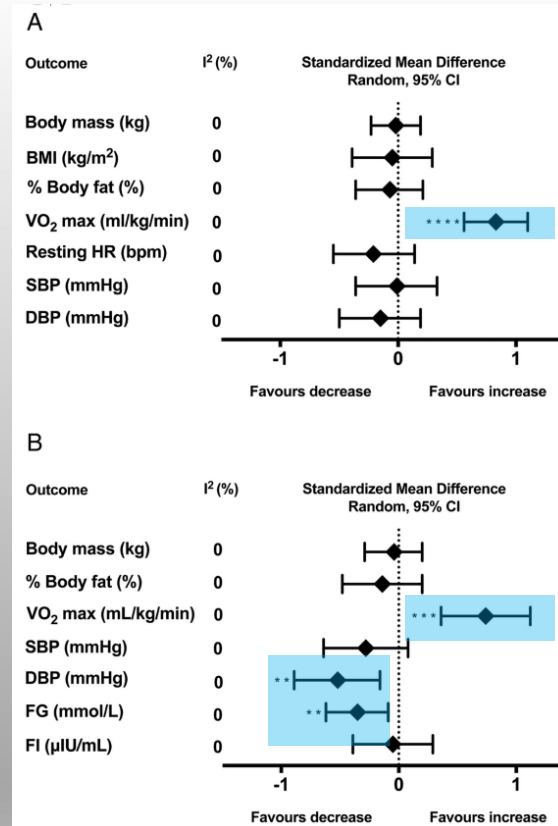 A
Outcome I² (%) Standardized Mean Difference
Random, 95% CI
Body mass (kg) 0
BMI (kg/m²) 0
% Body fat (%) 0
VO₂ max (ml/kg/min) 0 ****
Resting HR (bpm) 0
SBP (mmHg) 0
DBP (mmHg) 0
-1 0 1
Favours decrease Favours increase
B
Outcome I² (%) Standardized Mean Difference
Random, 95% CI
Body mass (kg) 0
% Body fat (%) 0
VO₂ max (mL/kg/min) 0 ***
SBP (mmHg) 0
DBP (mmHg) 0 **
FG (mmol/L) 0 **
FI (µIU/mL) 0
-1 0 1
Favours decrease Favours increase